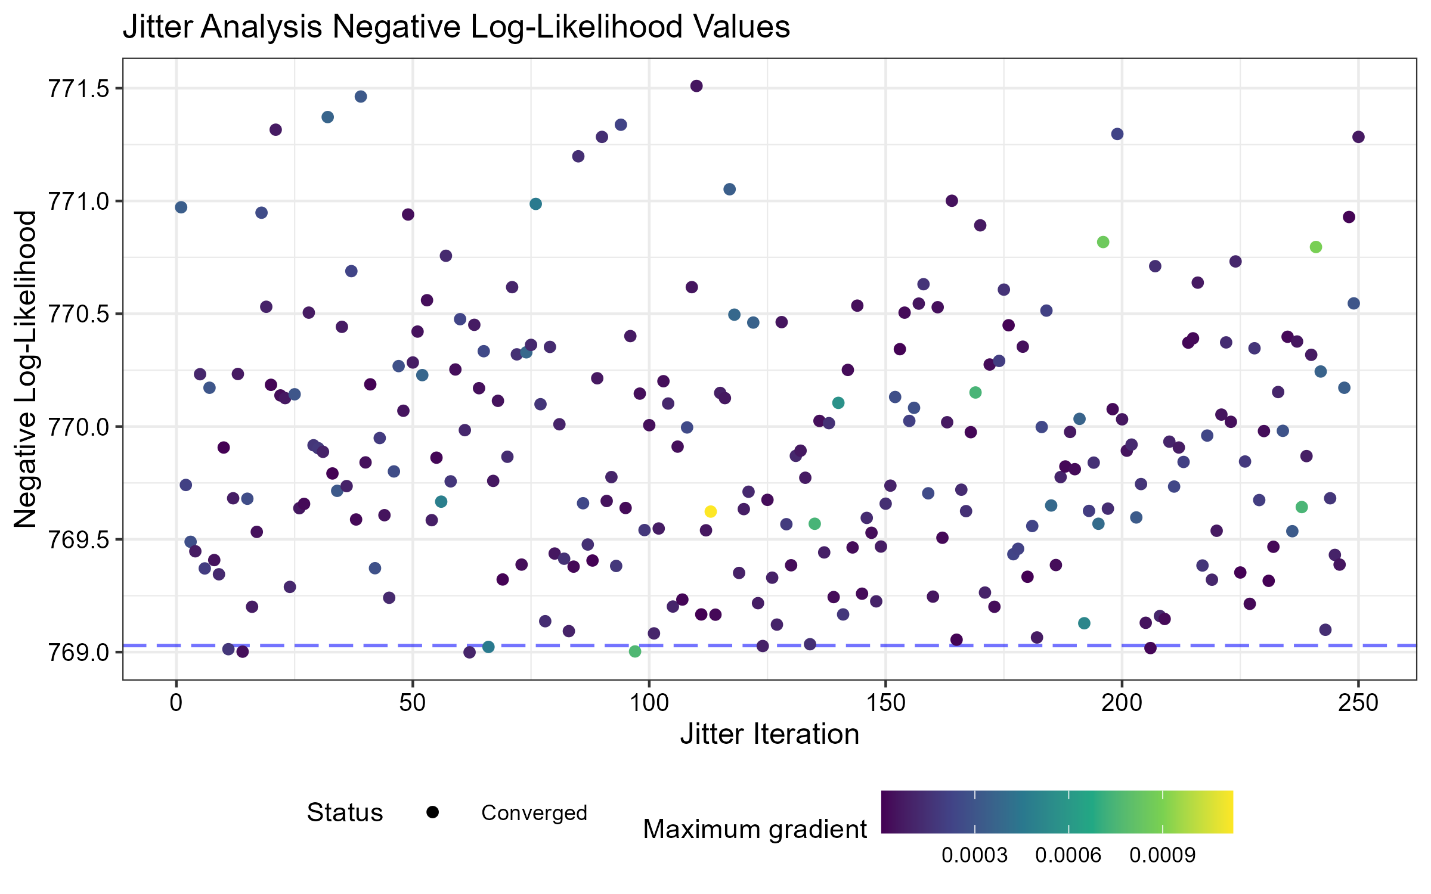 Jitter Analysis Negative Log-Likelihood Values
Negative Log-Likelihood
771.5
771.0
770.5
770.0
769.5
769.0
0 50 100 150 200 250
Jitter Iteration
Status Converged
Maximum gradient
0.0003 0.0006 0.0009